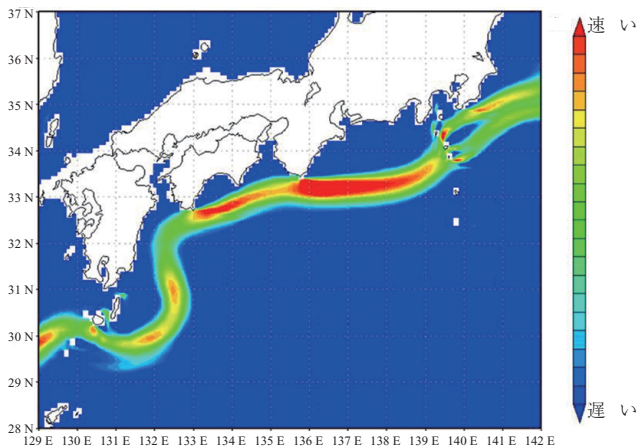 37 N
36 N
35 N
34 N
33 N
32 N
31 N
30 N
29 N
28 N
129 E 130 E 131 E 132 E 133 E 134 E 135 E 136 E 137 E 138 E 139 E 140 E 141 E 142 E
速 い
遅 い